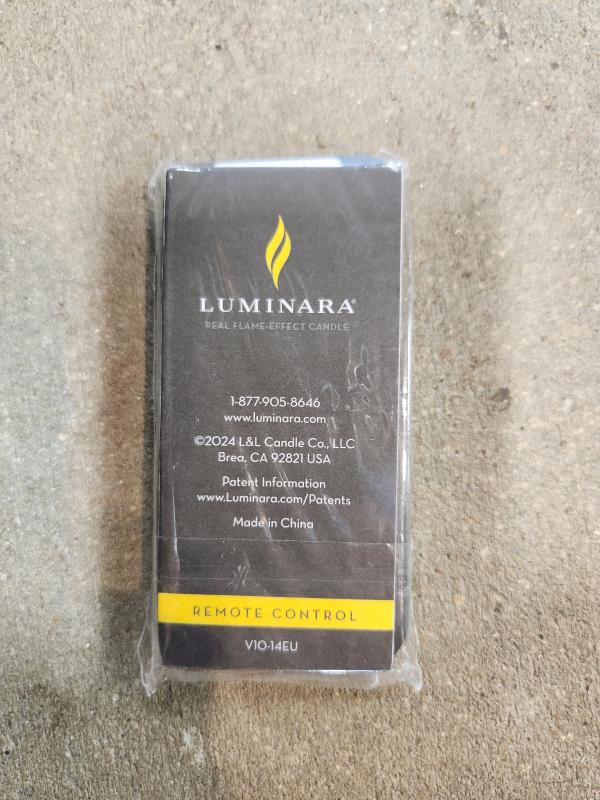 LUMINARA®
REAL FLAME-EFFECT CANDLE
1-877-905-8646
www.luminara.com
©2024 L&L Candle Co., LLC
Brea, CA 92821 USA
Patent Information
www.Luminara.com/Patents
Made in China
REMOTE CONTROL
V10-14EU